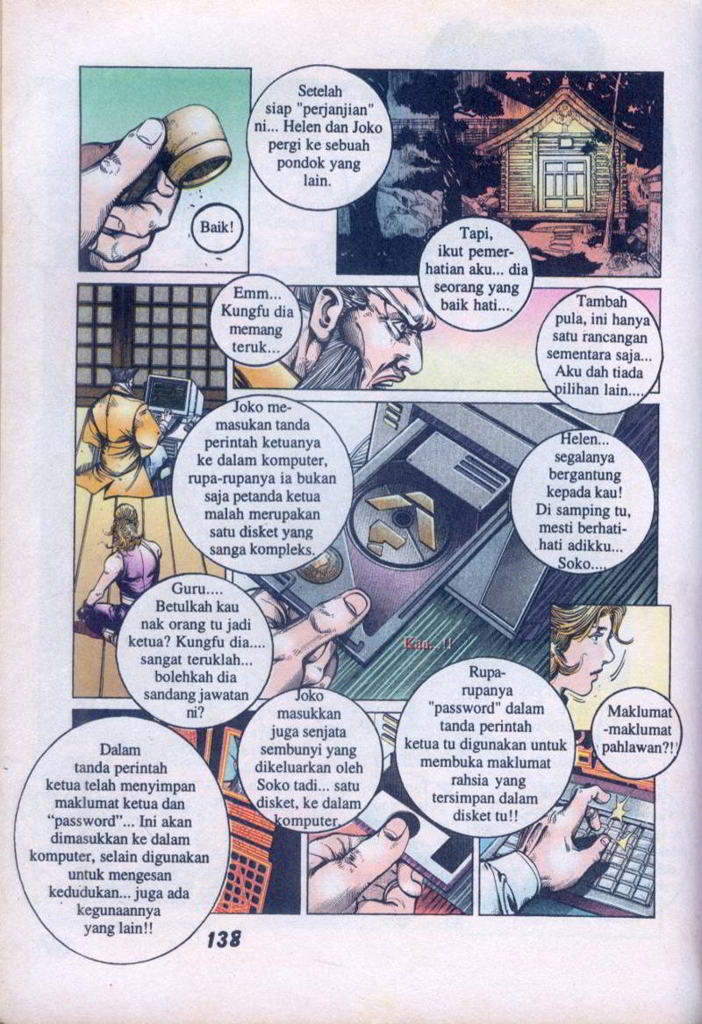 Baik!
Setelah
siap "perjanjian"
ni... Helen dan Joko
pergi ke sebuah
pondok yang
lain.
Tapi,
ikut pemer-
hatian aku... dia
seorang yang
baik hati....
Emm...
Kungfu dia
memang
teruk...
Tambah
pula, ini hanya
satu rancangan
sementara saja...
Aku dah tiada
pilihan lain....
Joko me-
masukan tanda
perintah ketuanya
ke dalam komputer,
rupa-rupanya ia bukan
saja petanda ketua
malah merupakan
satu disket yang
sanga kompleks.
Helen...
segalanya
bergantung
kepada kau!
Di samping tu,
mesti berhati-
hati adikku...
Soko....
Guru....
Betulkah kau
nak orang tu jadi
ketua? Kungfu dia....
sangat teruklah...
bolehkah dia
sandang jawatan
ni?
Kaa...!!
Dalam
tanda perintah
ketua telah menyimpan
maklumat ketua dan
“password”... Ini akan
dimasukkan ke dalam
komputer, selain digunakan
untuk mengesan
kedudukan... juga ada
kegunaannya
yang lain!!
Joko
masukkan
juga senjata
sembunyi yang
dikeluarkan oleh
Soko tadi... satu
disket, ke dalam
komputer.
Rupa-
rupanya
"password" dalam
tanda perintah
ketua tu digunakan untuk
membuka maklumat
rahsia yang
tersimpan dalam
disket tu!!
Maklumat
-maklumat
pahlawan?!!
138